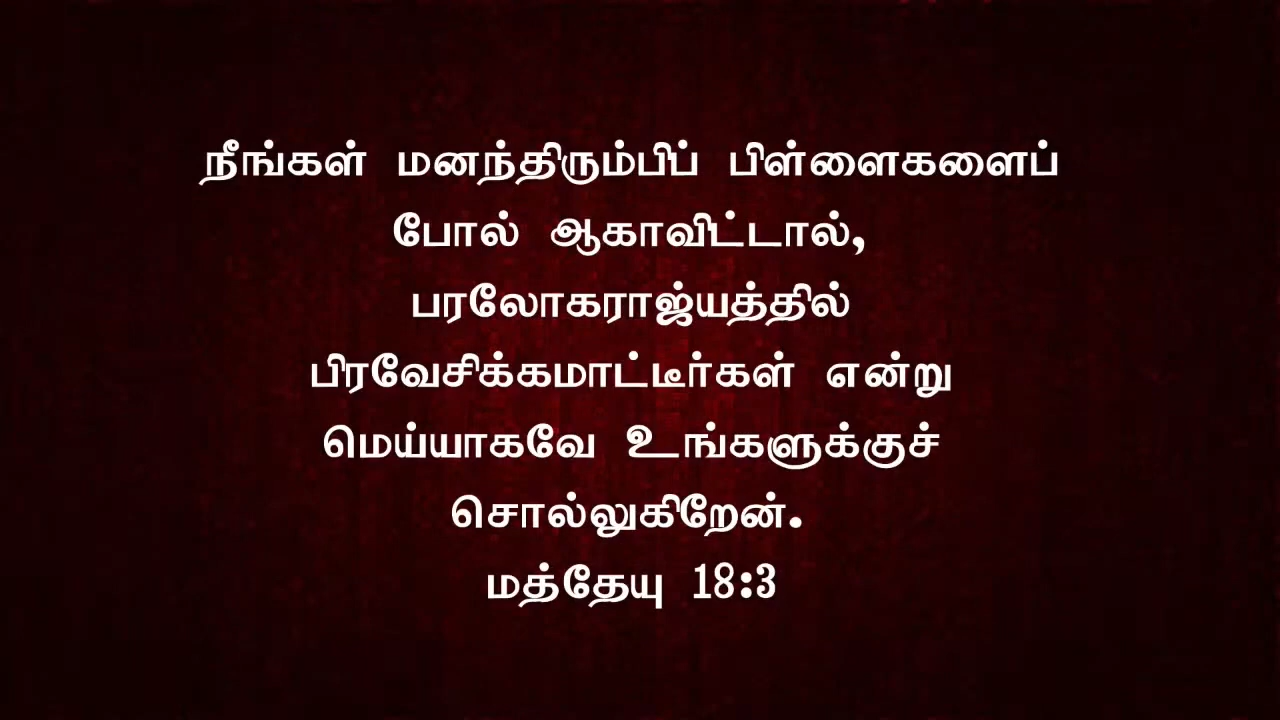 நீங்கள் மனந்திரும்பிப் பிள்ளைகளைப்
போல் ஆகாவிட்டால்,
பரலோகராஜ்யத்தில்
பிரவேசிக்கமாட்டீர்கள் என்று
மெய்யாகவே உங்களுக்குச்
சொல்லுகிறேன்.
மத்தேயு 18:3